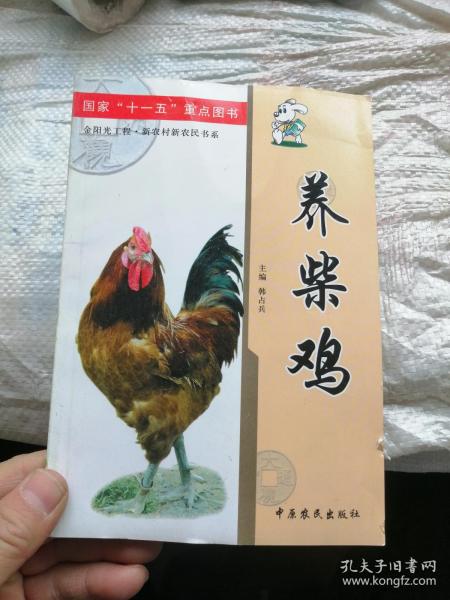 国家“十一五”重点图书
金阳光工程·新农村新农民书系
养柴鸡
主编 韩占兵
中原农民出版社
孔夫子旧书网
www.kongfz.com